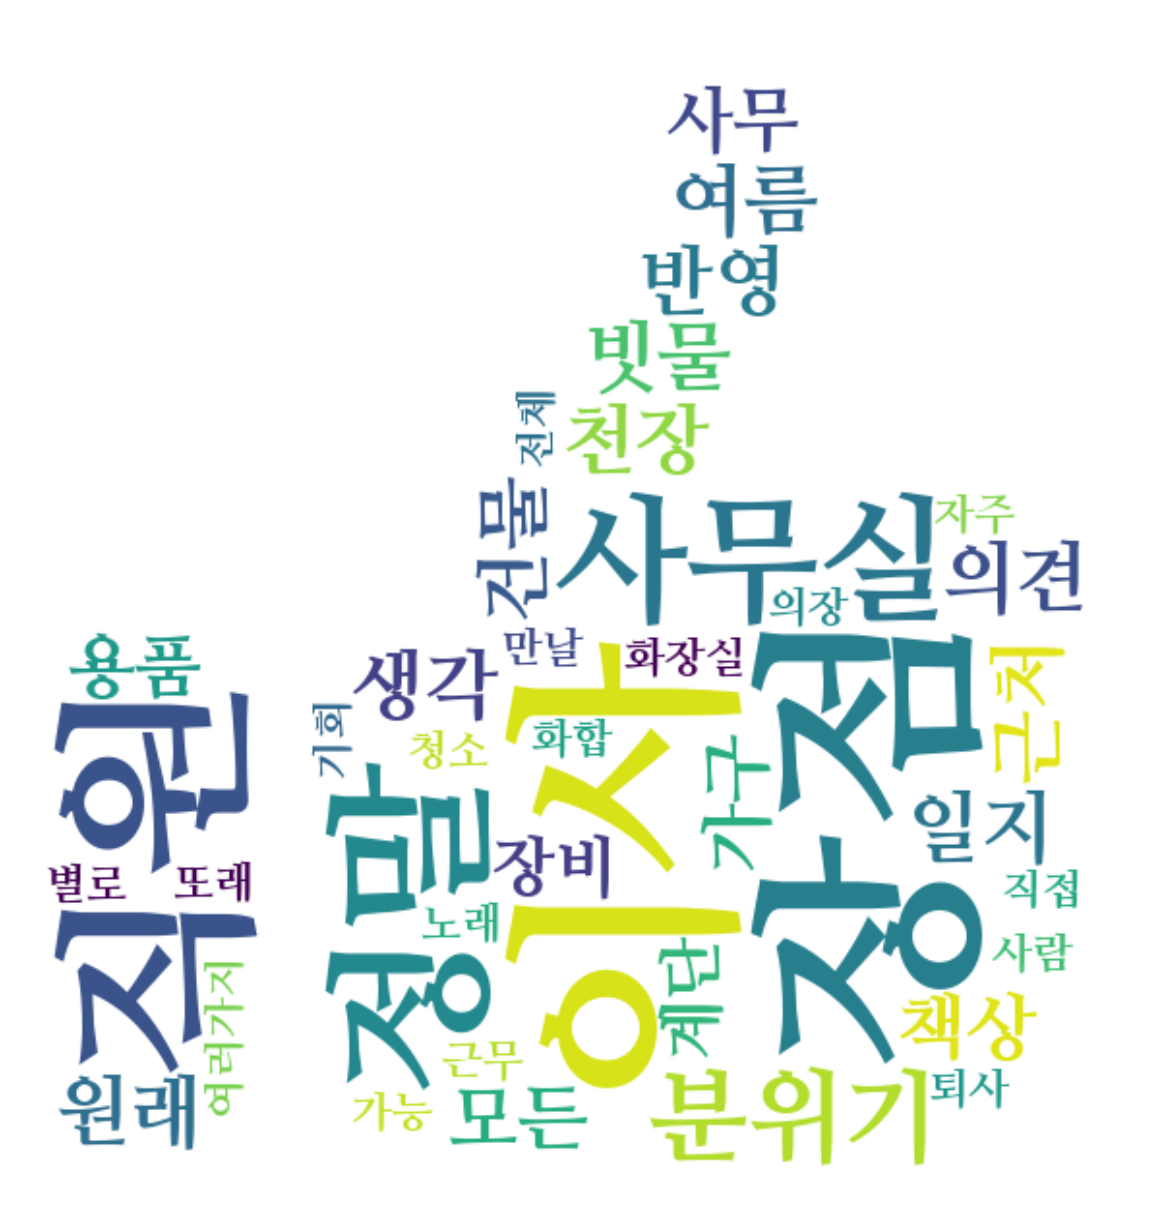 사무
여름
반영
빗물
전체
천장
건물
사무실
자주
의견
의장
용품
직원
생각
만날
화장실
장점
근처
기회
청소
화합
이사
가구
정말
장비
일지
별로
또래
노래
직접
여러가지
계단
사람
책상
근무
원래
가능
모든
분위기
퇴사